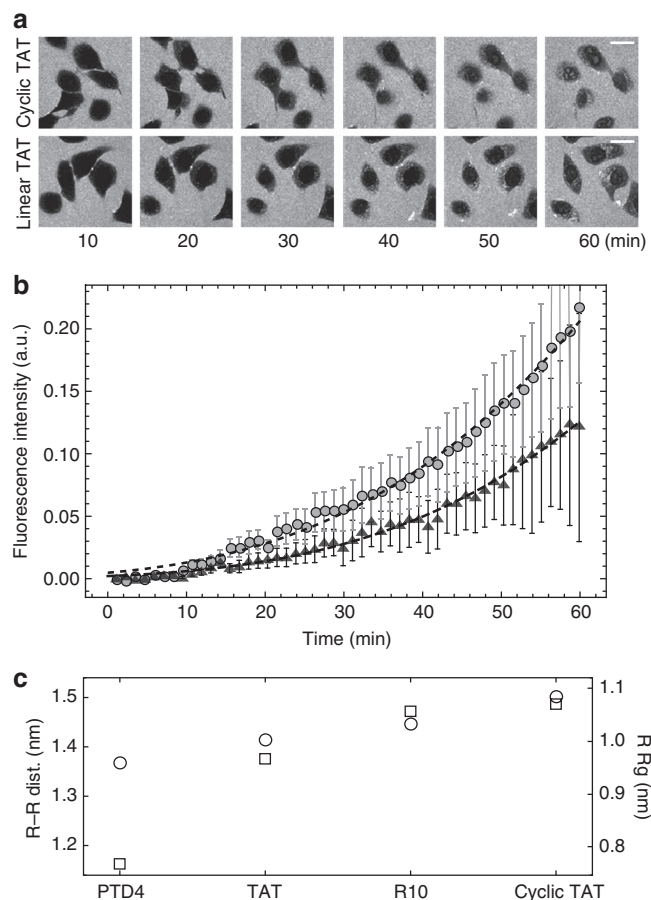 a
Cyclic TAT
Linear TAT
10 20 30 40 50 60 (min)
b
Fluorescence intensity (a.u.)
0.20
0.15
0.10
0.05
0.00
0 10 20 30 40 50 60
Time (min)
c
R–R dist. (nm)
1.5
1.4
1.3
1.2
1.1
1.0
0.9
0.8
R Rg (nm)
PTD4 TAT R10 Cyclic TAT